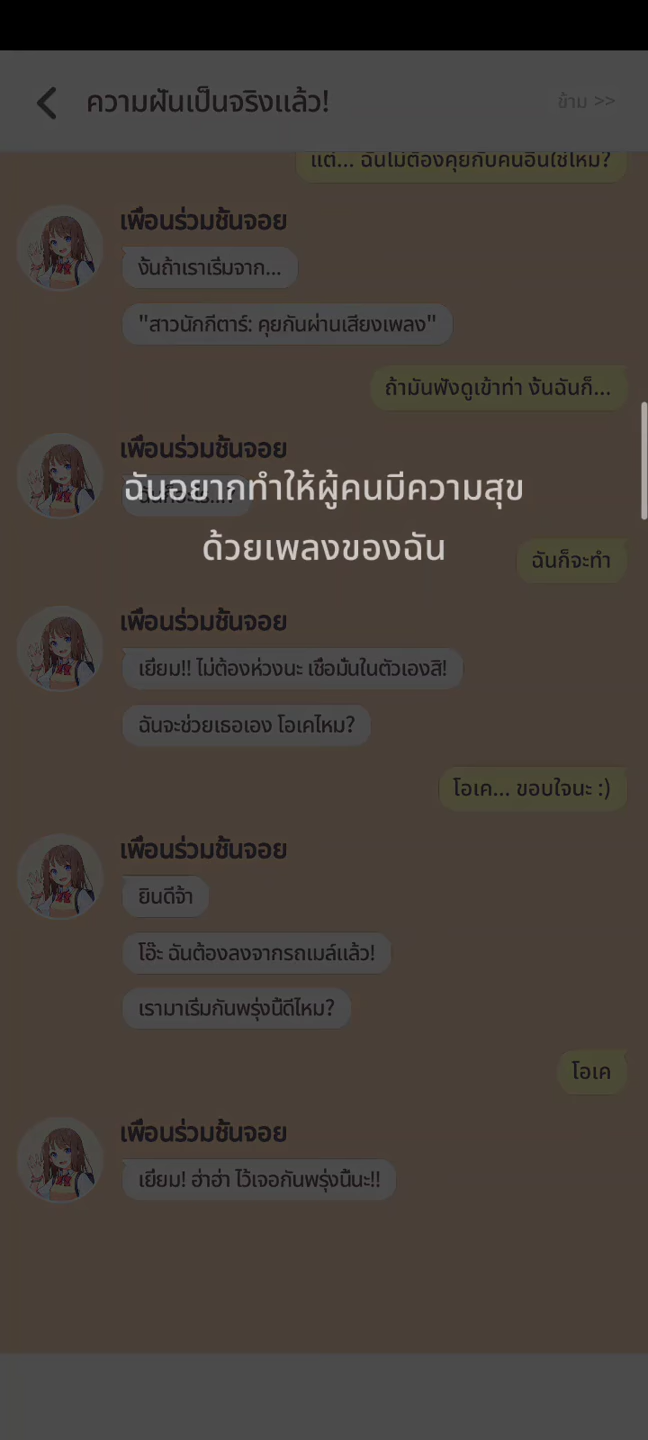 ความฝันเป็นจริงแล้ว!
ข้าม >>
แต่... ฉันไม่ต้องคุยกับคนอื่นใช่ไหม?
เพื่อนร่วมชั้นจอย
งั้นถ้าเราเริ่มจาก...
"สาวนักกีตาร์: คุยกันผ่านเสียงเพลง"
ถ้ามันฟังดูเข้าท่า งั้นฉันก็...
เพื่อนร่วมชั้นจอย
ฉันอยากทำให้ผู้คนมีความสุข
ด้วยเพลงของฉัน
ฉันก็จะทำ
เพื่อนร่วมชั้นจอย
เยี่ยม!! ไม่ต้องห่วงนะ เชื่อมั่นในตัวเองสิ!
ฉันจะช่วยเธอเอง โอเคไหม?
โอเค... ขอบใจนะ :)
เพื่อนร่วมชั้นจอย
ยินดีจ้า
โอ๊ะ ฉันต้องลงจากรถเมล์แล้ว!
เรามาเริ่มกันพรุ่งนี้ดีไหม?
โอเค
เพื่อนร่วมชั้นจอย
เยี่ยม! ฮ่าฮ่า ไว้เจอกันพรุ่งนี้นะ!!